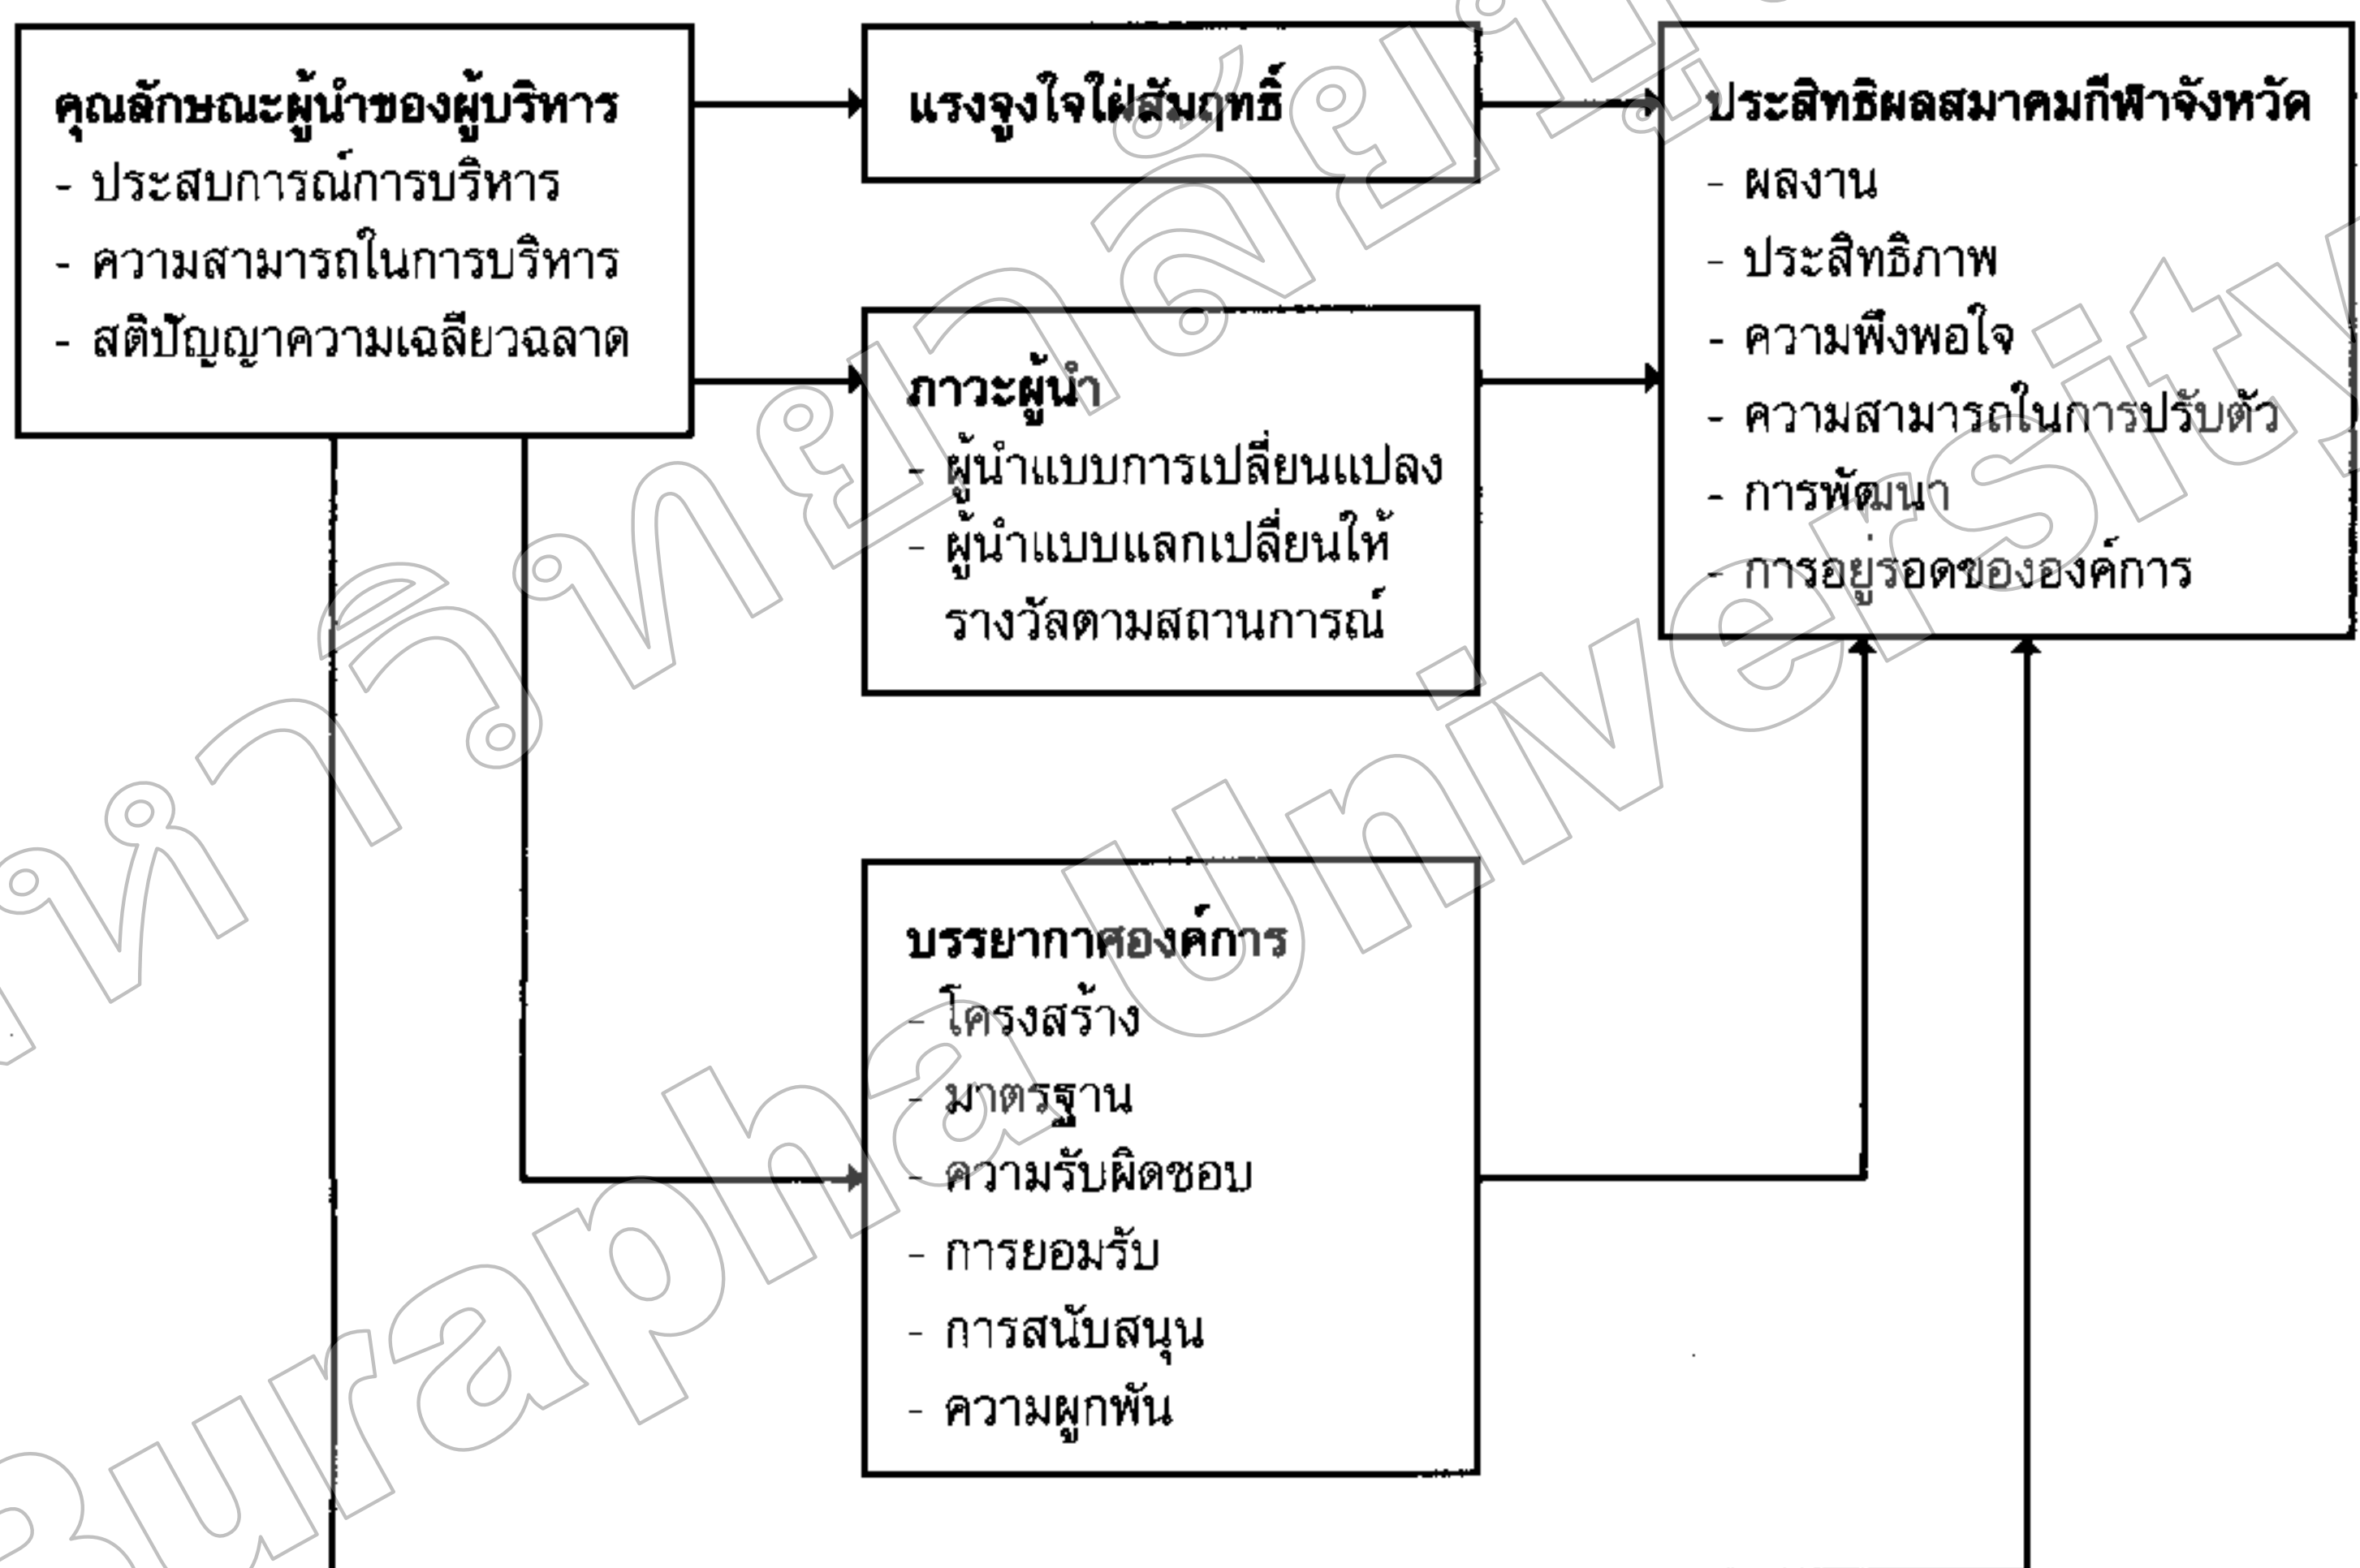 คุณลักษณะผู้นำของผู้บริหาร
- ประสบการณ์การบริหาร
- ความสามารถในการบริหาร
- สติปัญญาความเฉลียวฉลาด
แรงจูงใจใฝ่สัมฤทธิ์
ภาวะผู้นำ
- ผู้นำแบบการเปลี่ยนแปลง
- ผู้นำแบบแลกเปลี่ยนให้
รางวัลตามสถานการณ์
บรรยากาศองค์การ
- โครงสร้าง
- มาตรฐาน
- ความรับผิดชอบ
- การยอมรับ
- การสนับสนุน
- ความผูกพัน
ประสิทธิผลสมาคมกีฬาจังหวัด
- ผลงาน
- ประสิทธิภาพ
- ความพึงพอใจ
- ความสามารถในการปรับตัว
- การพัฒนา
- การอยู่รอดขององค์การ
Burapha University